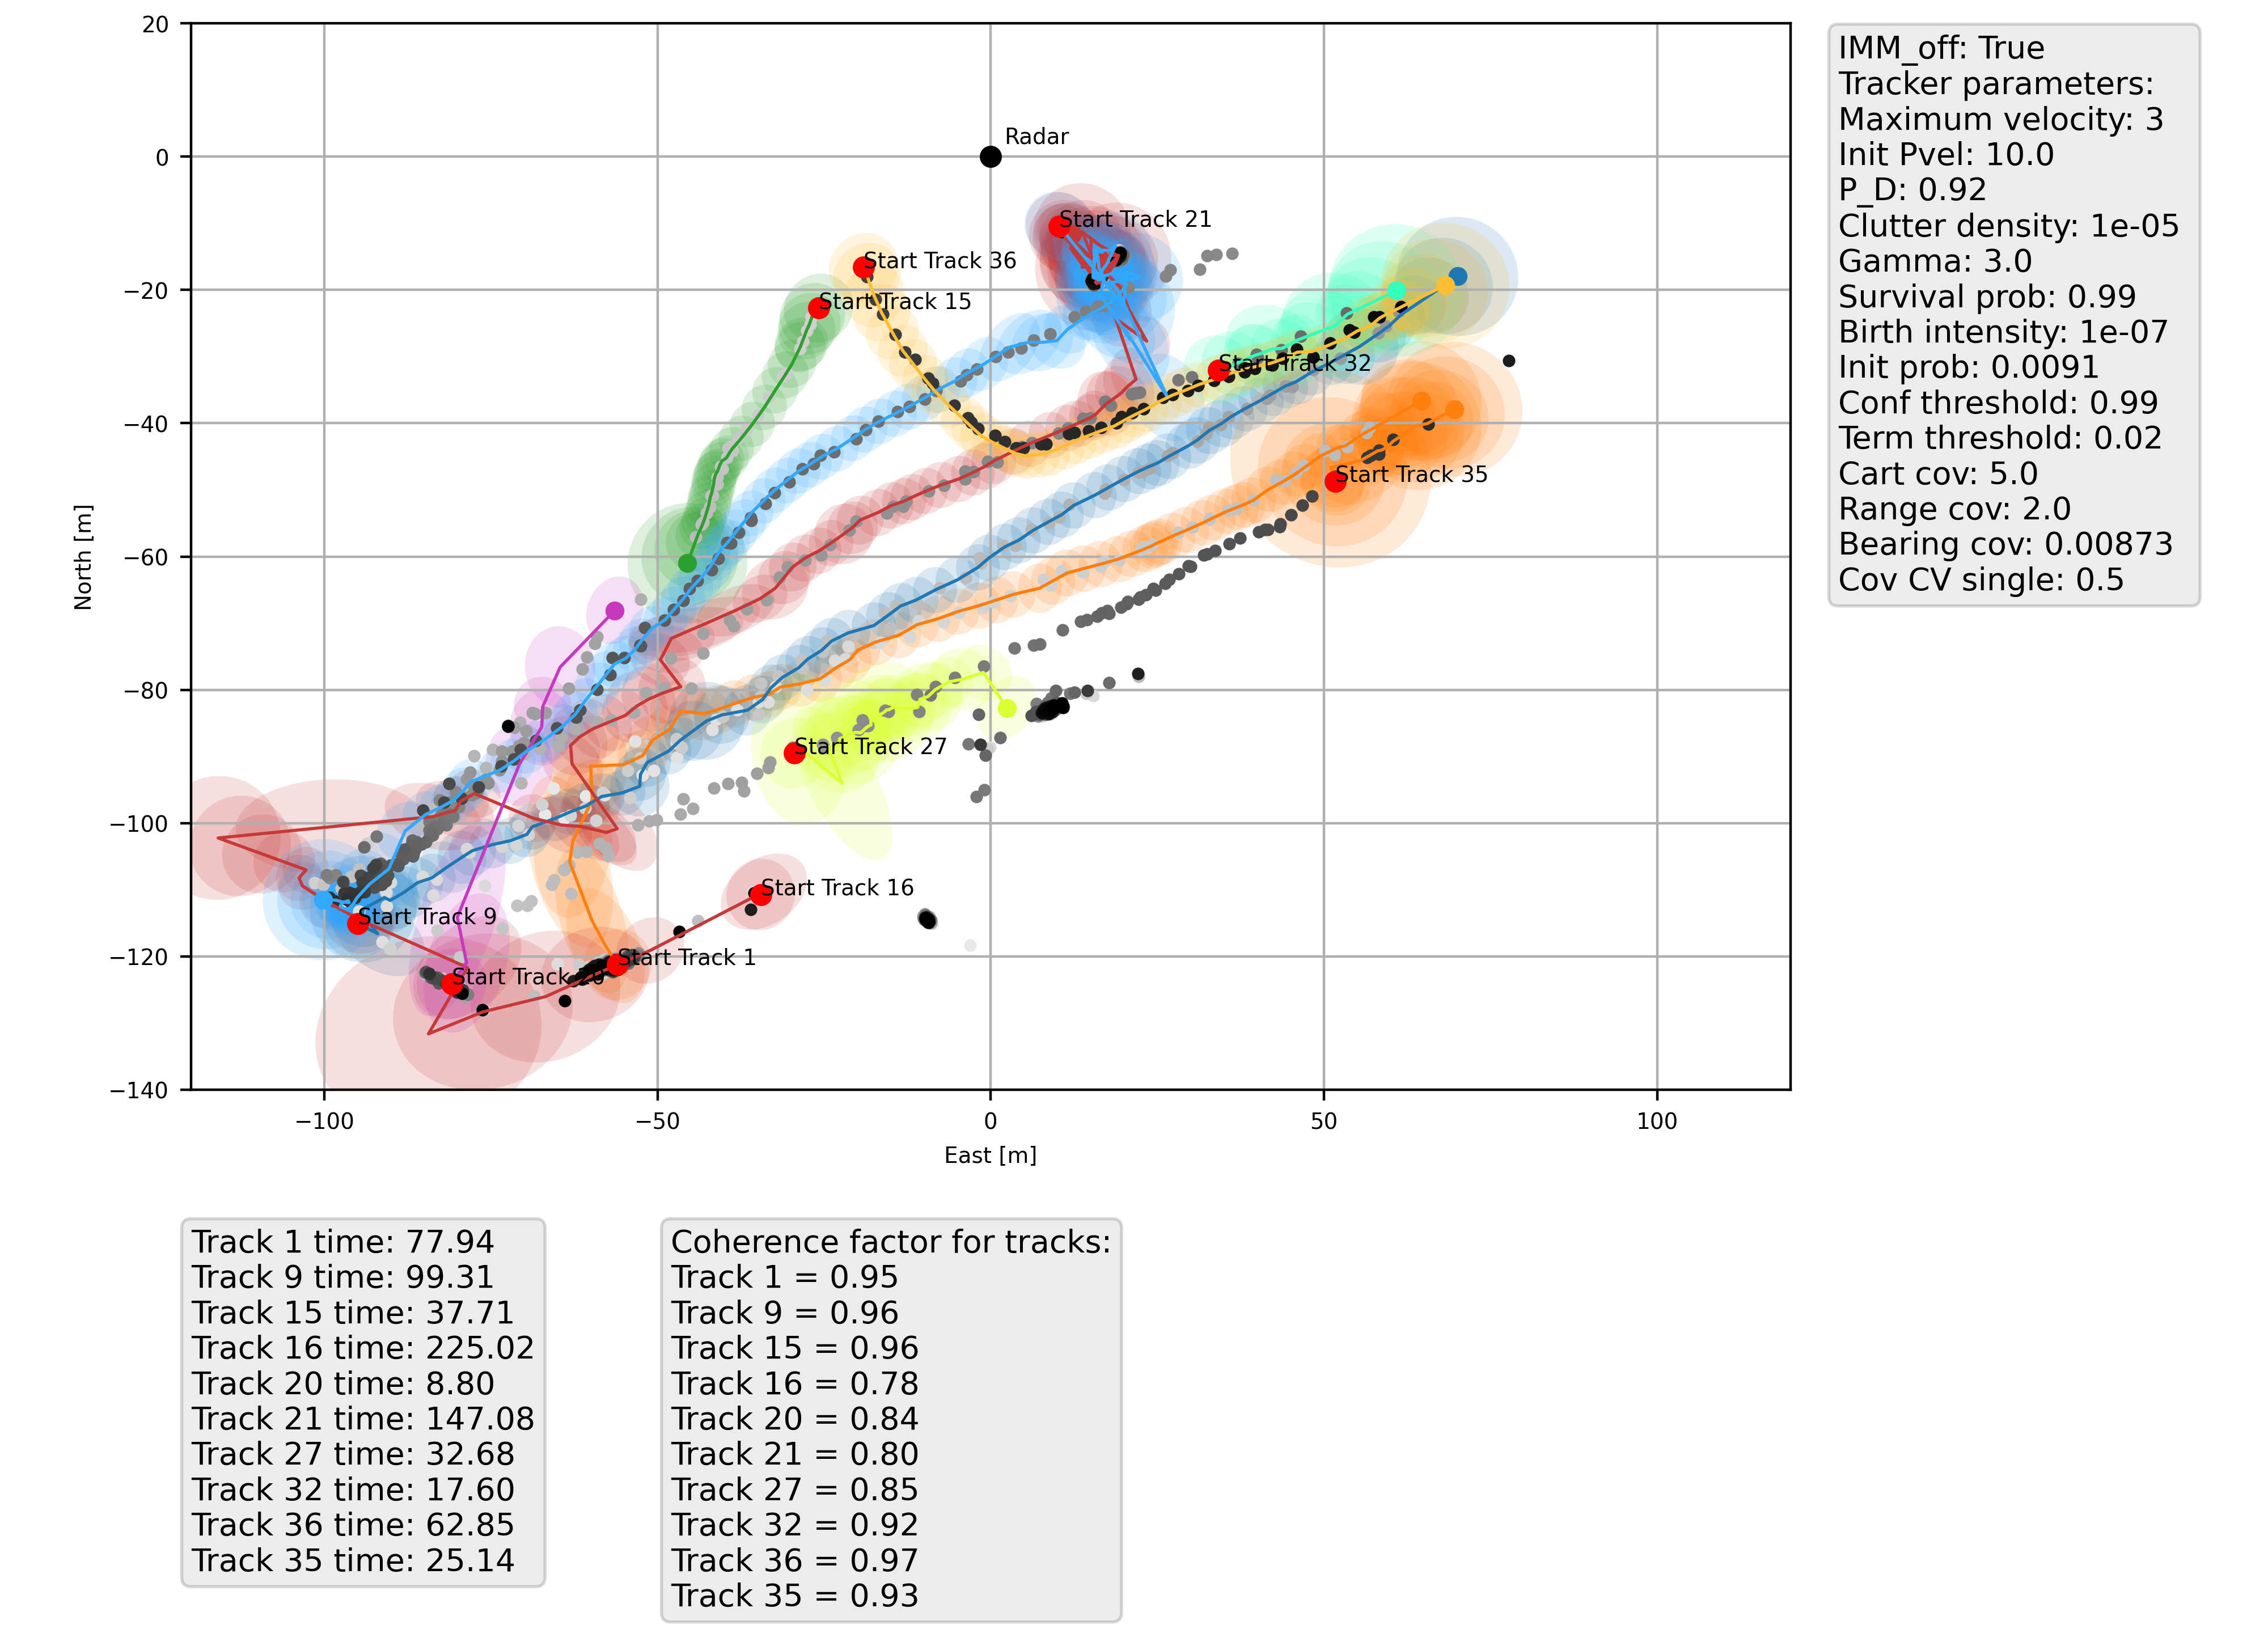 20
0
−20
−40
−60
−80
−100
−120
−140
North [m]
−100
−50
0
50
100
East [m]
Radar
Start Track 21
Start Track 36
Start Track 15
Start Track 32
Start Track 35
Start Track 27
Start Track 16
Start Track 9
Start Track 1
Start Track 20
IMM_off: True
Tracker parameters:
Maximum velocity: 3
Init Pvel: 10.0
P_D: 0.92
Clutter density: 1e-05
Gamma: 3.0
Survival prob: 0.99
Birth intensity: 1e-07
Init prob: 0.0091
Conf threshold: 0.99
Term threshold: 0.02
Cart cov: 5.0
Range cov: 2.0
Bearing cov: 0.00873
Cov CV single: 0.5
Track 1 time: 77.94
Track 9 time: 99.31
Track 15 time: 37.71
Track 16 time: 225.02
Track 20 time: 8.80
Track 21 time: 147.08
Track 27 time: 32.68
Track 32 time: 17.60
Track 36 time: 62.85
Track 35 time: 25.14
Coherence factor for tracks:
Track 1 = 0.95
Track 9 = 0.96
Track 15 = 0.96
Track 16 = 0.78
Track 20 = 0.84
Track 21 = 0.80
Track 27 = 0.85
Track 32 = 0.92
Track 36 = 0.97
Track 35 = 0.93